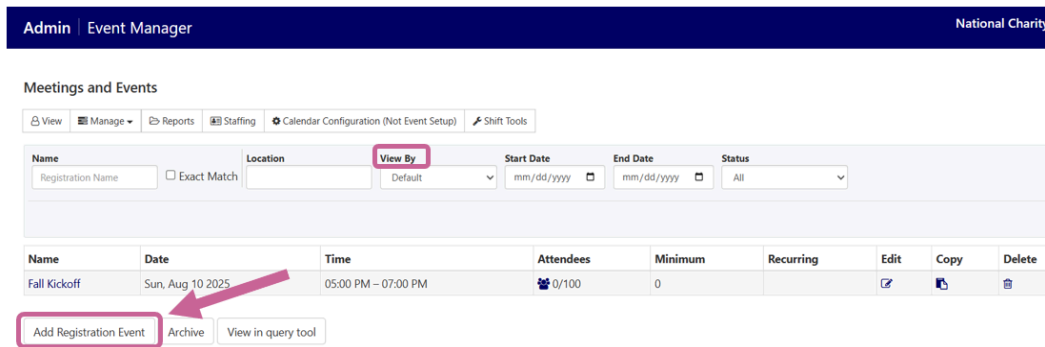 Admin | Event Manager National Charity
Meetings and Events
View Manage Reports Staffing Calendar Configuration (Not Event Setup) Shift Tools
Name Location View By Start Date End Date Status
Registration Name Exact Match Default mm/dd/yyyy mm/dd/yyyy All
Name Date Time Attendees Minimum Recurring Edit Copy Delete
Fall Kickoff Sun, Aug 10 2025 05:00 PM – 07:00 PM 0/100 0
Add Registration Event Archive View in query tool